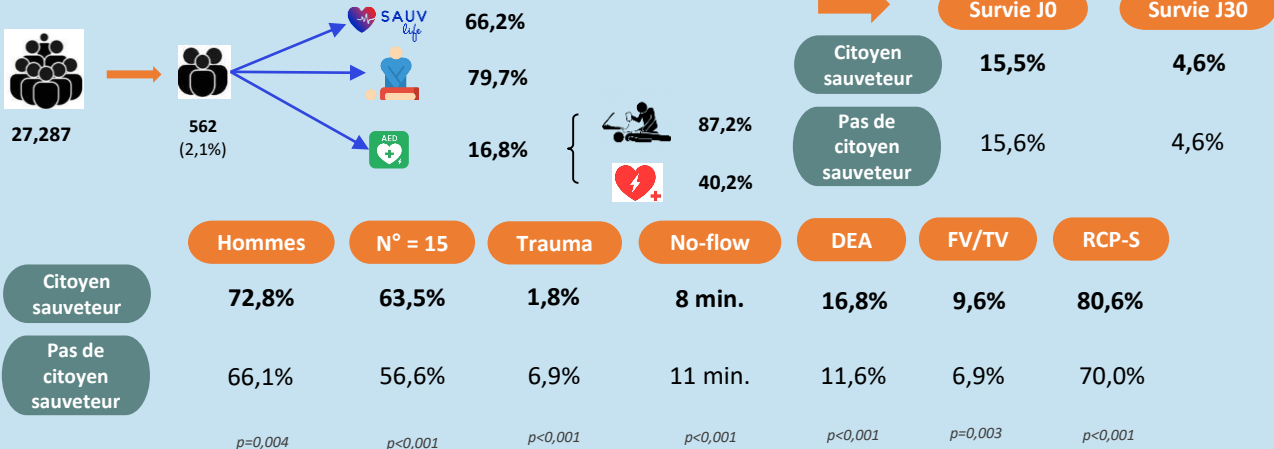 SAUV
life
66,2%
Survie J0
Survie J30
Citoyen
sauveteur
15,5%
4,6%
79,7%
27,287
562
(2,1%)
AED
16,8%
87,2%
40,2%
Pas de
citoyen
sauveteur
15,6%
4,6%
Hommes
N° = 15
Trauma
No-flow
DEA
FV/TV
RCP-S
Citoyen
sauveteur
72,8%
63,5%
1,8%
8 min.
16,8%
9,6%
80,6%
Pas de
citoyen
sauveteur
66,1%
56,6%
6,9%
11 min.
11,6%
6,9%
70,0%
p=0,004
p<0,001
p<0,001
p<0,001
p<0,001
p=0,003
p<0,001